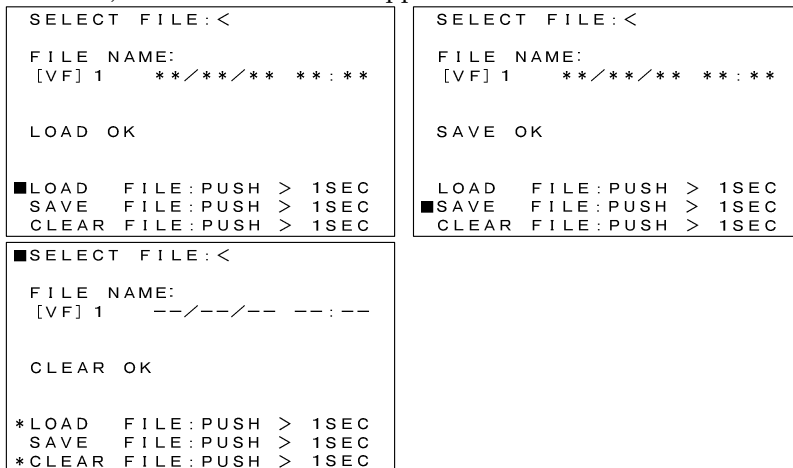 SELECT FILE:<
FILE NAME:
[VF] 1 **/**/** **:**
LOAD OK
■LOAD FILE:PUSH > 1SEC
SAVE FILE:PUSH > 1SEC
CLEAR FILE:PUSH > 1SEC
SELECT FILE:<
FILE NAME:
[VF] 1 **/**/** **:**
SAVE OK
LOAD FILE:PUSH > 1SEC
■SAVE FILE:PUSH > 1SEC
CLEAR FILE:PUSH > 1SEC
■SELECT FILE:<
FILE NAME:
[VF] 1 --/--/-- --:--
CLEAR OK
*LOAD FILE:PUSH > 1SEC
SAVE FILE:PUSH > 1SEC
*CLEAR FILE:PUSH > 1SEC